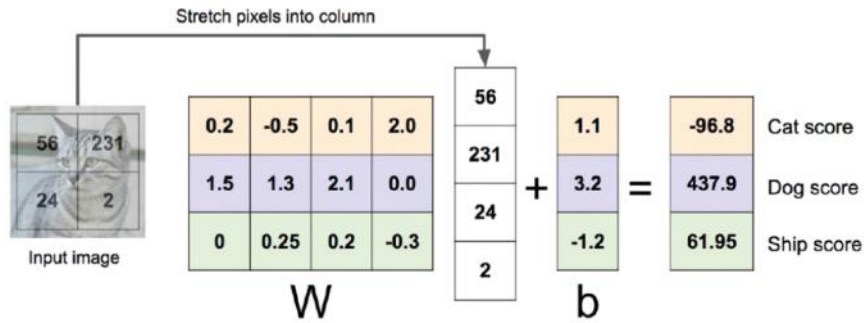 Stretch pixels into column
56 231
24 2
Input image
0.2 -0.5 0.1 2.0
1.5 1.3 2.1 0.0
0 0.25 0.2 -0.3
W
56
231
24
2
+
1.1
3.2
-1.2
b
=
-96.8 Cat score
437.9 Dog score
61.95 Ship score